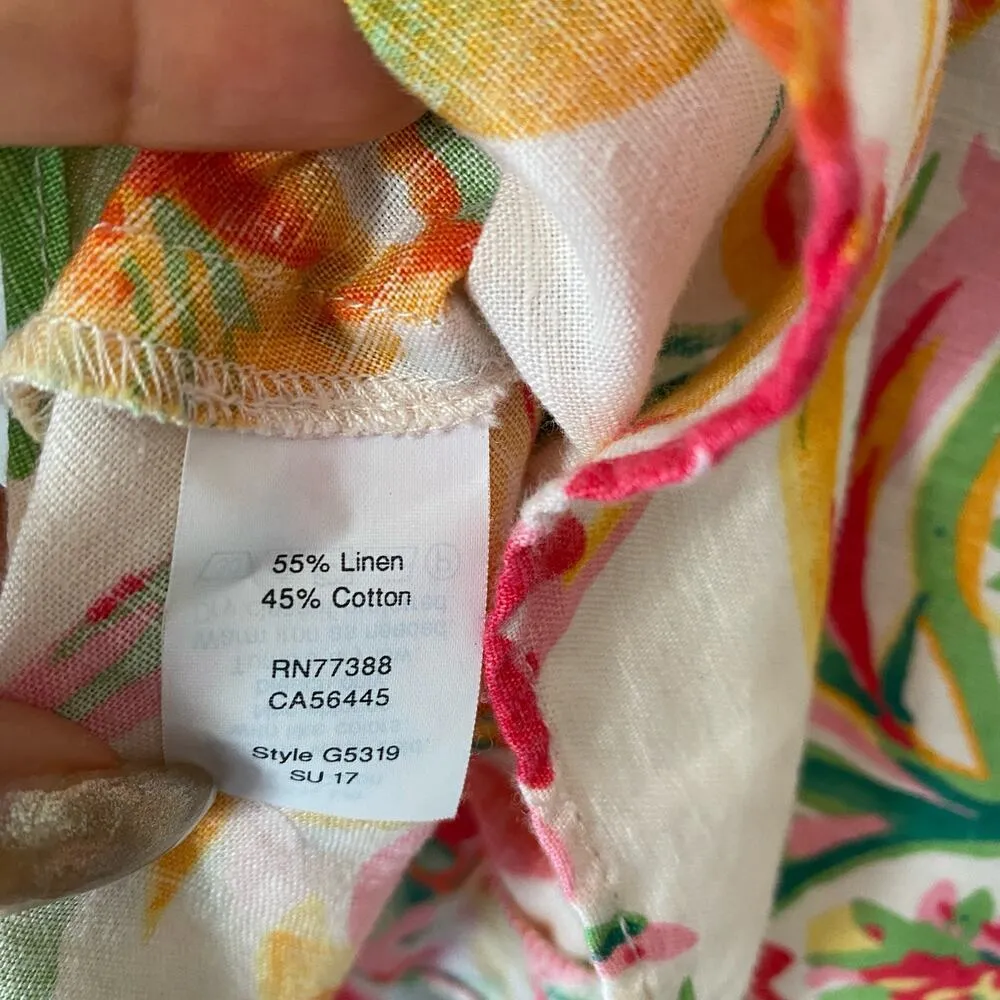 55% Linen
45% Cotton
RN77388
CA56445
Style G5319
SU 17